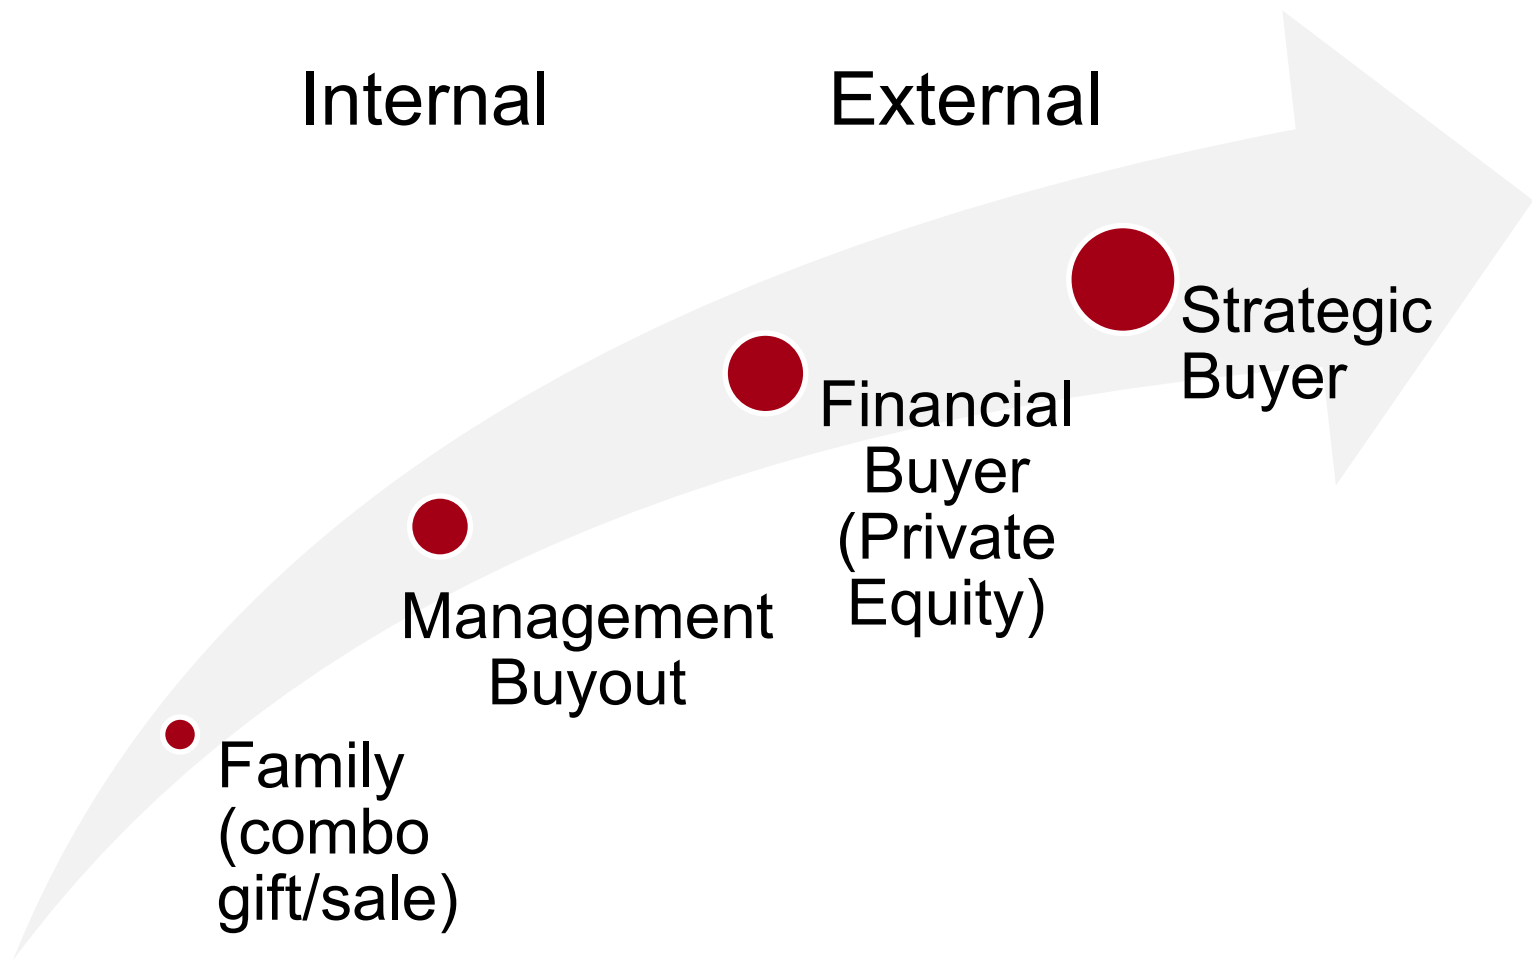 Internal
External
Strategic
Buyer
Financial
Buyer
(Private
Equity)
Management
Buyout
Family
(combo
gift/sale)